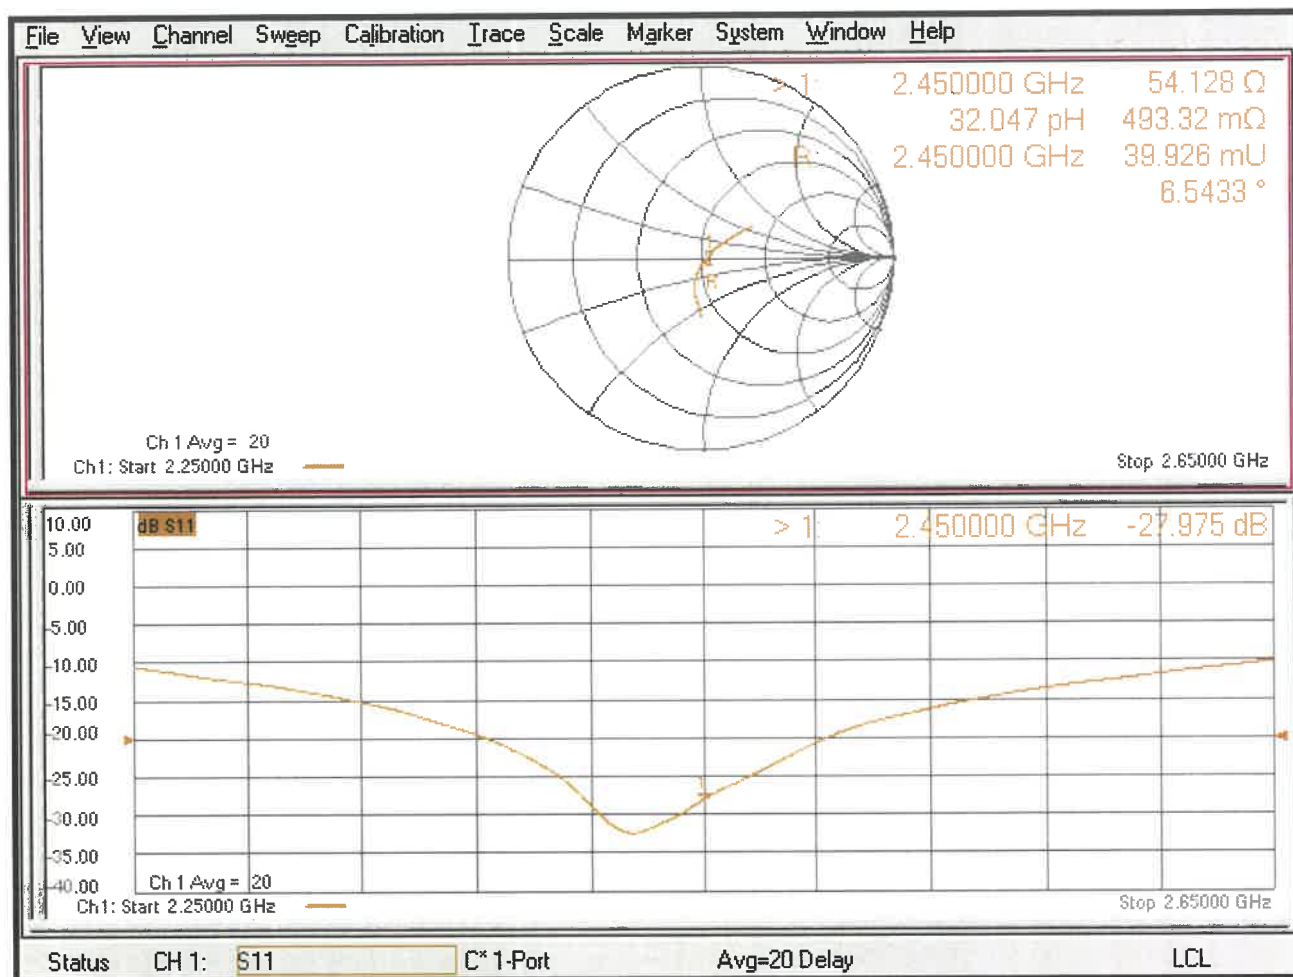 File View Channel Sweep Calibration Trace Scale Marker System Window Help
> 1: 2.450000 GHz 54.128 Ω
32.047 pH 493.32 mΩ
R 2.450000 GHz 39.926 mU
6.5433 °
1
R
Ch 1 Avg = 20
Ch1: Start 2.25000 GHz
Stop 2.65000 GHz
10.00
dB S11
> 1: 2.450000 GHz -27.975 dB
5.00
0.00
-5.00
-10.00
-15.00
-20.00
-25.00
1
-30.00
-35.00
-40.00
Ch 1 Avg = 20
Ch1: Start 2.25000 GHz
Stop 2.65000 GHz
Status CH 1: S11 C* 1-Port Avg=20 Delay LCL